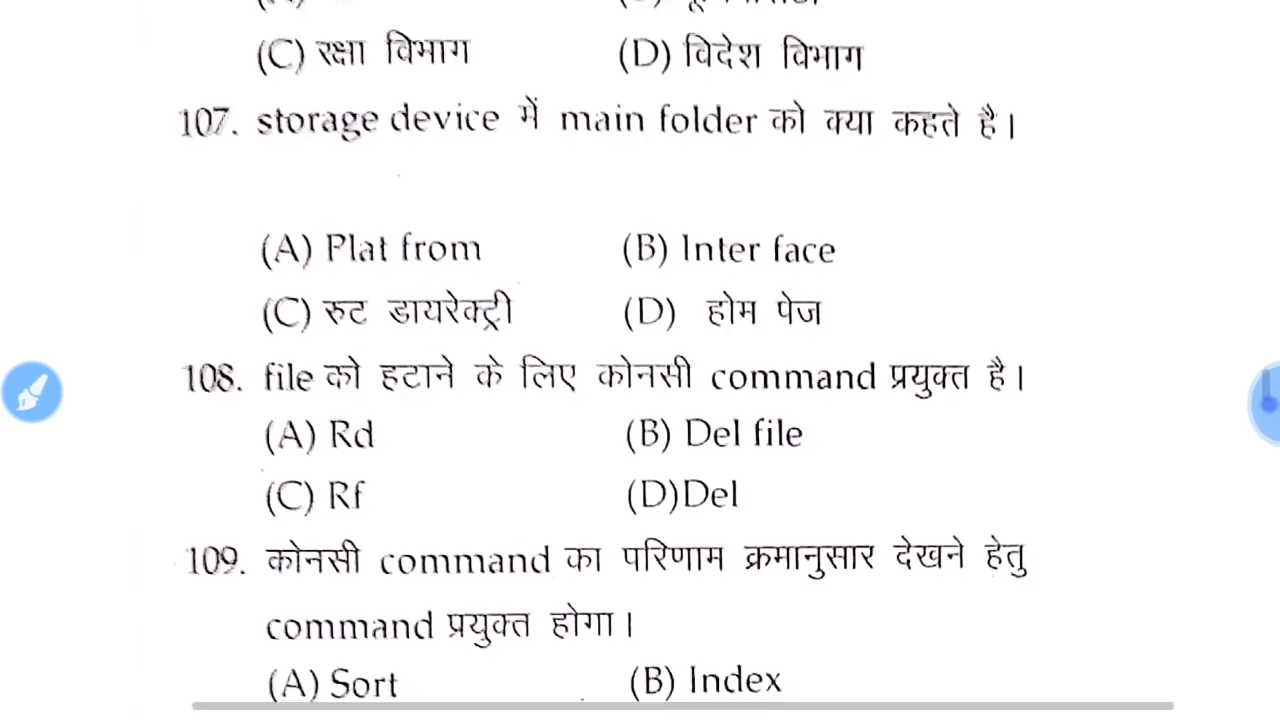 (C) रक्षा विभाग (D) विदेश विभाग
107. storage device में main folder को क्या कहते है।
(A) Plat from (B) Inter face
(C) रुट डायरेक्ट्री (D) होम पेज
108. file को हटाने के लिए कोनसी command प्रयुक्त है।
(A) Rd (B) Del file
(C) Rf (D)Del
109. कोनसी command का परिणाम क्रमानुसार देखने हेतु
command प्रयुक्त होगा।
(A) Sort (B) Index